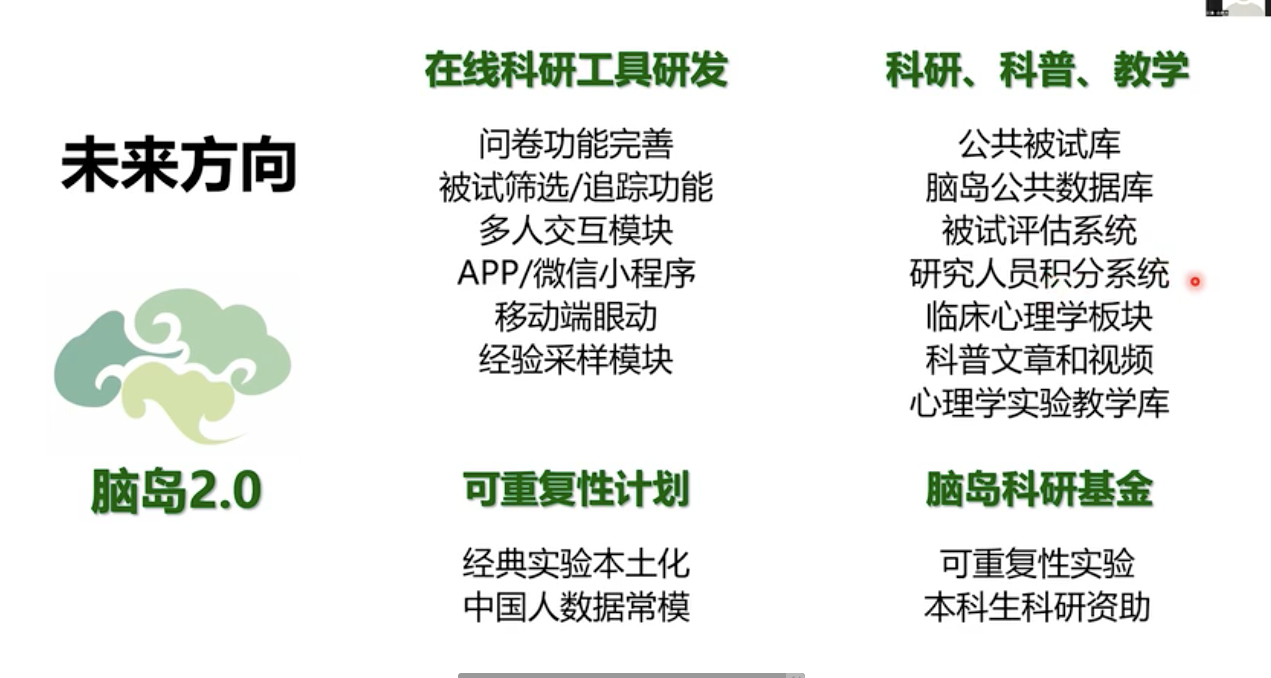 未来方向
脑岛2.0
在线科研工具研发
问卷功能完善
被试筛选/追踪功能
多人交互模块
APP/微信小程序
移动端眼动
经验采样模块
科研、科普、教学
公共被试库
脑岛公共数据库
被试评估系统
研究人员积分系统
临床心理学板块
科普文章和视频
心理学实验教学库
可重复性计划
经典实验本土化
中国人数据常模
脑岛科研基金
可重复性实验
本科生科研资助